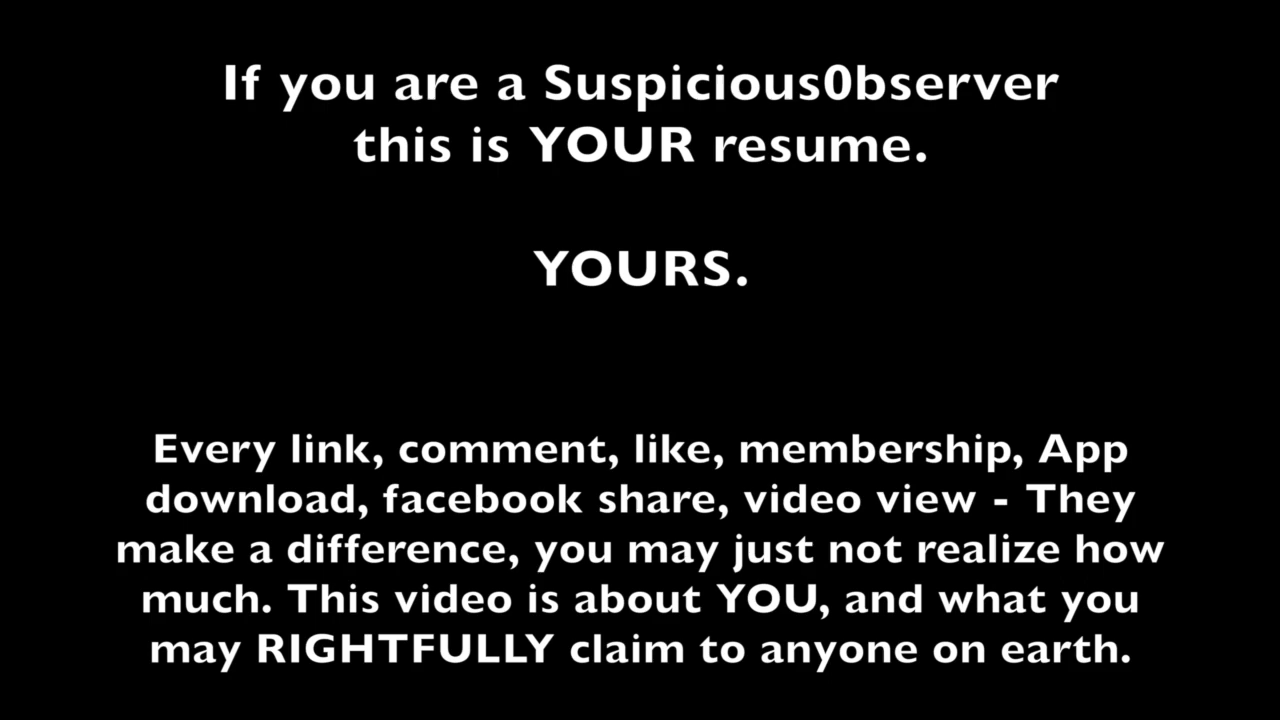 If you are a Suspicious0bserver
this is YOUR resume.
YOURS.
Every link, comment, like, membership, App
download, facebook share, video view - They
make a difference, you may just not realize how
much. This video is about YOU, and what you
may RIGHTFULLY claim to anyone on earth.